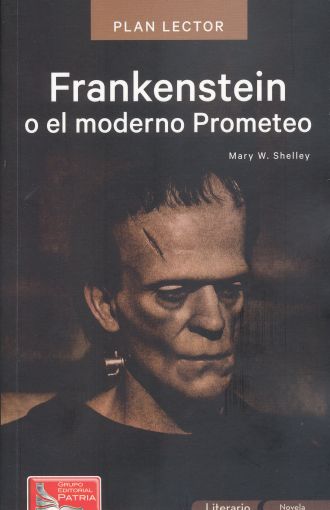 PLAN LECTOR
Frankenstein
o el moderno Prometeo
Mary W. Shelley
GRUPO
EDITORIAL
PATRIA
Literario
Novela